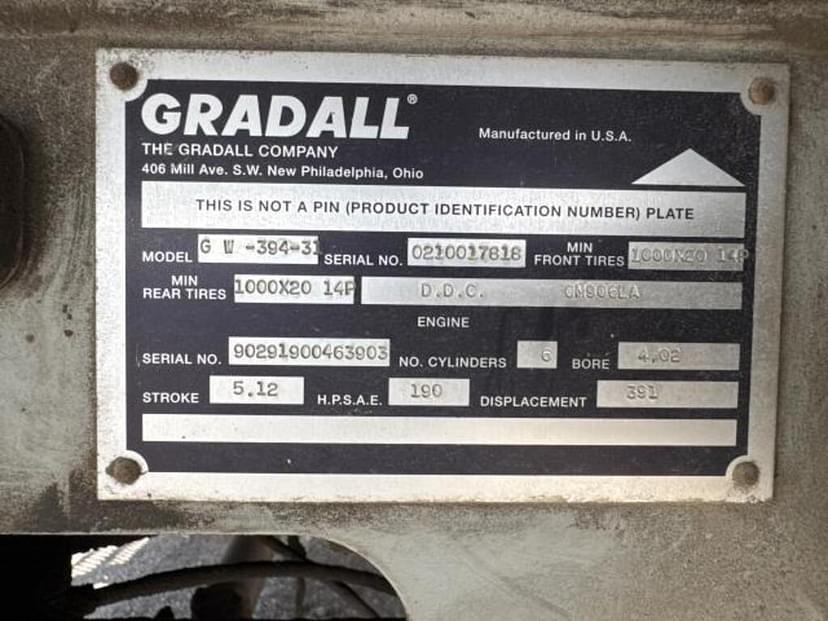 GRADALL®
Manufactured in U.S.A.
THE GRADALL COMPANY
406 Mill Ave. S.W. New Philadelphia, Ohio
THIS IS NOT A PIN (PRODUCT IDENTIFICATION NUMBER) PLATE
MODEL G W -394-31 SERIAL NO. 0210017818 MIN FRONT TIRES 1000X20 14P
MIN REAR TIRES 1000X20 14P D.D.C. OM906LA
ENGINE
SERIAL NO. 90291900463903 NO. CYLINDERS 6 BORE 4.02
STROKE 5.12 H.P.S.A.E. 190 DISPLACEMENT 391